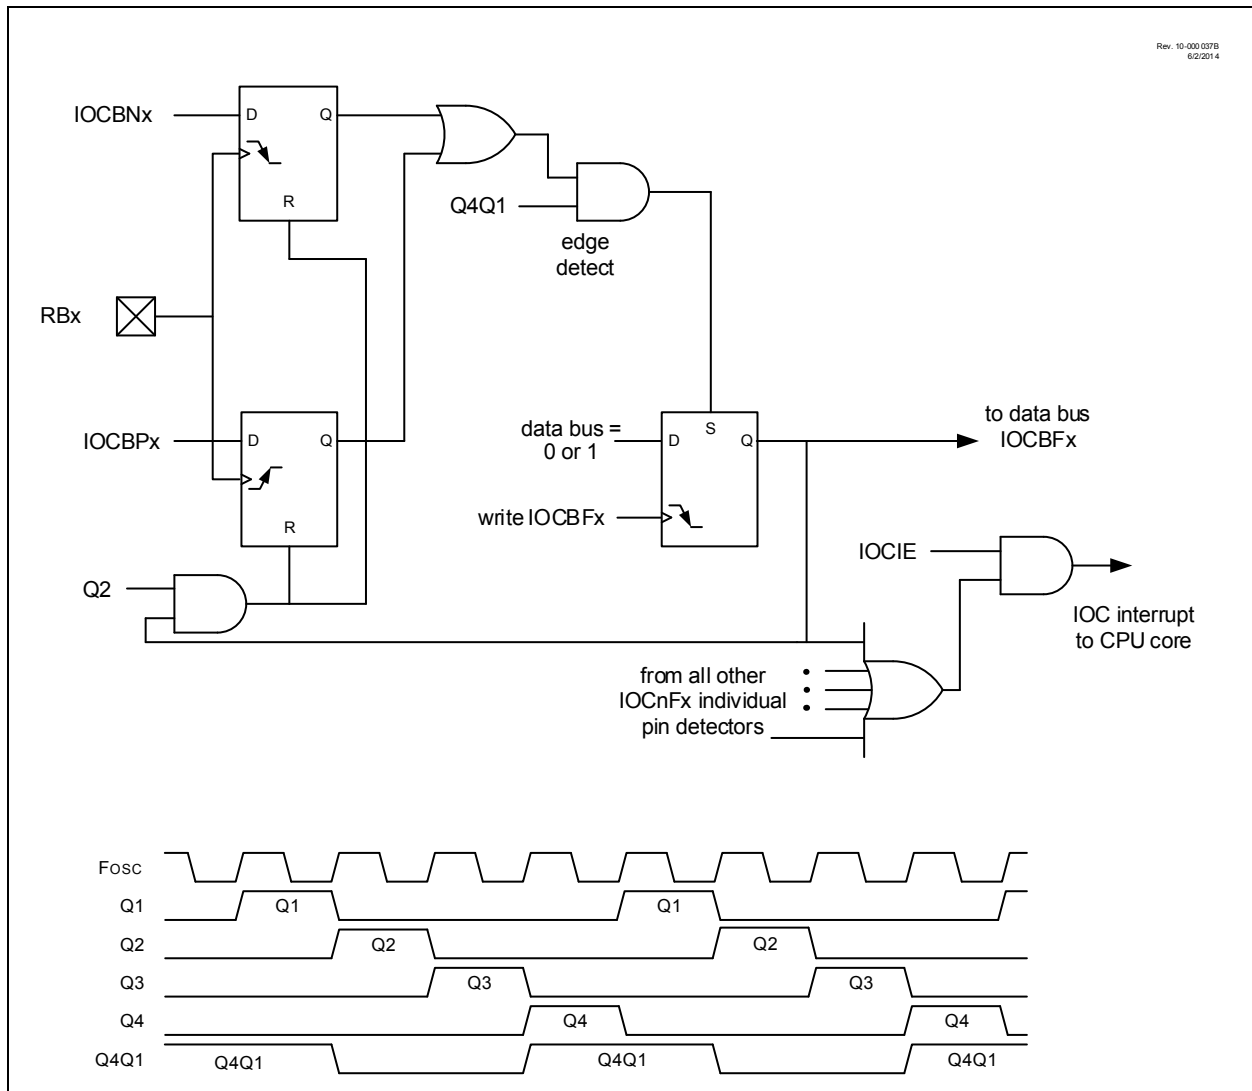 Rev. 10-000 037B
6/2/2014
IOCBNx
D
Q
R
Q4Q1
edge
detect
RBx
IOCBPx
D
Q
R
data bus =
0 or 1
D
S
Q
to data bus
IOCBFx
write IOCBFx
IOCIE
Q2
IOC interrupt
to CPU core
from all other
IOCnFx individual
pin detectors
FOSC
Q1
Q1
Q1
Q2
Q2
Q2
Q3
Q3
Q3
Q4
Q4
Q4
Q4Q1
Q4Q1
Q4Q1
Q4Q1